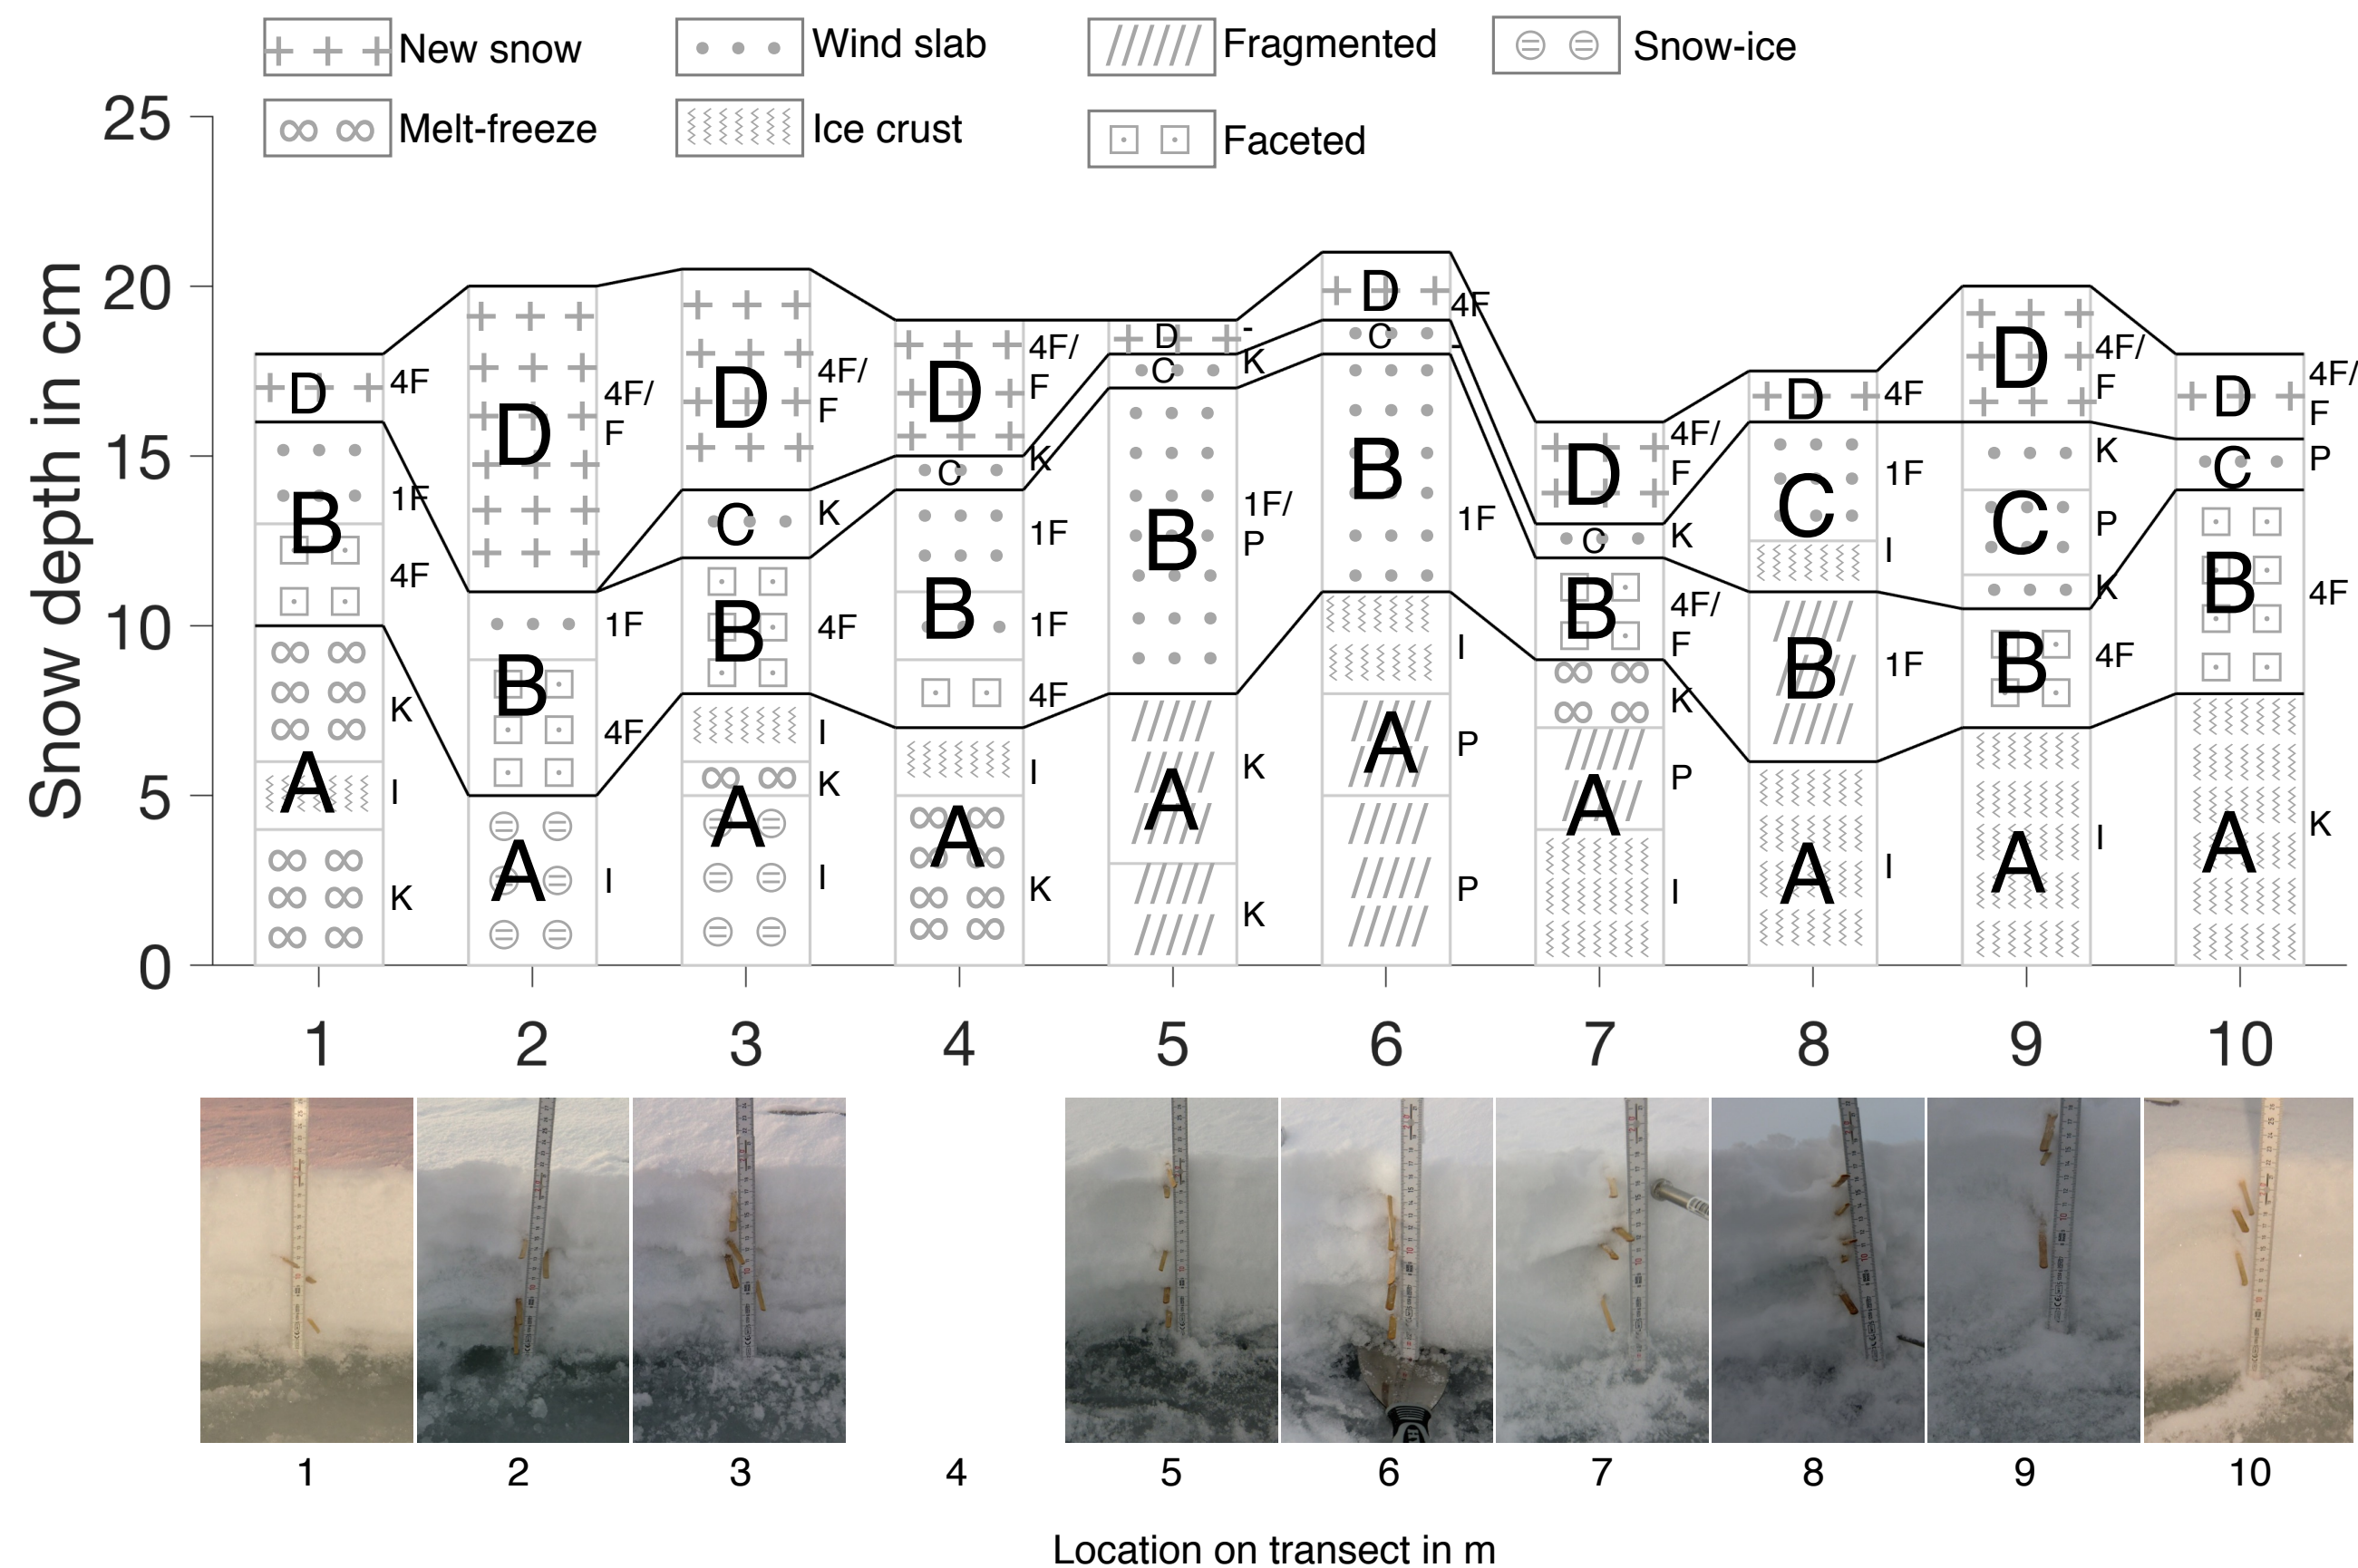 New snow
Wind slab
Fragmented
Snow-ice
Melt-freeze
Ice crust
Faceted
Snow depth in cm
25
20
15
10
5
0
D 4F
B 1F
4F
K
A I
K
D 4F/
F
1F
B
4F
A I
D 4F/
F
C K
B 4F
I
K
A
I
D 4F/
F
C K
1F
B 1F
4F
I
A
K
D -
C K
B 1F/
P
K
A
K
D 4F
C -
B 1F
I
A P
P
D 4F/
F
C K
B 4F/
F
K
P
A
I
D 4F
1F
C
I
B 1F
A I
D 4F/
F
K
C P
K
B 4F
A I
D 4F/
F
C P
B 4F
A K
1 2 3 4 5 6 7 8 9 10
1 2 3 4 5 6 7 8 9 10
Location on transect in m